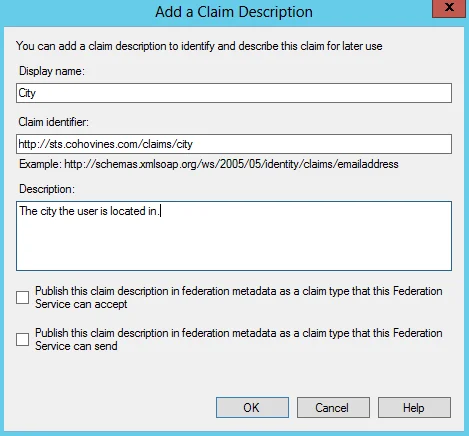 Add a Claim Description
x
You can add a claim description to identify and describe this claim for later use
Display name:
City
Claim identifier:
http://sts.cohovines.com/claims/city
Example: http://schemas.xmlsoap.org/ws/2005/05/identity/claims/emailaddress
Description:
The city the user is located in.
Publish this claim description in federation metadata as a claim type that this Federation
Service can accept
Publish this claim description in federation metadata as a claim type that this Federation
Service can send
OK
Cancel
Help